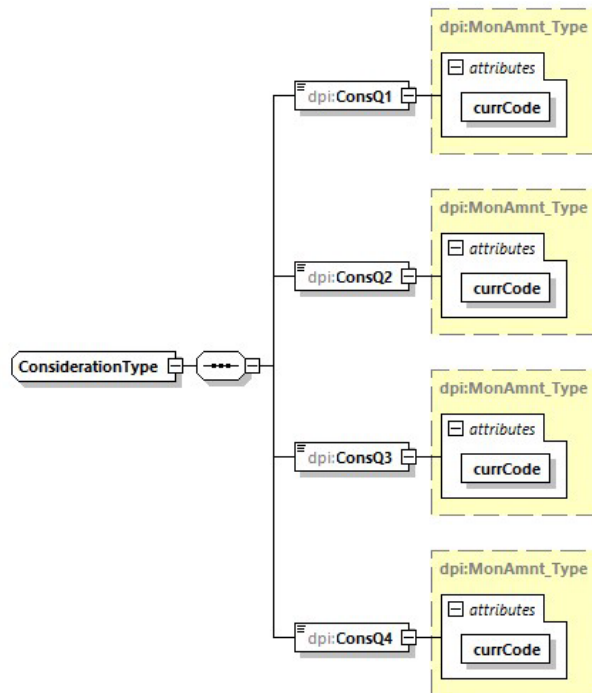 dpi:MonAmnt_Type
attributes
dpi:ConsQ1
currCode
dpi:MonAmnt_Type
attributes
dpi:ConsQ2
currCode
ConsiderationType
dpi:MonAmnt_Type
attributes
dpi:ConsQ3
currCode
dpi:MonAmnt_Type
attributes
dpi:ConsQ4
currCode